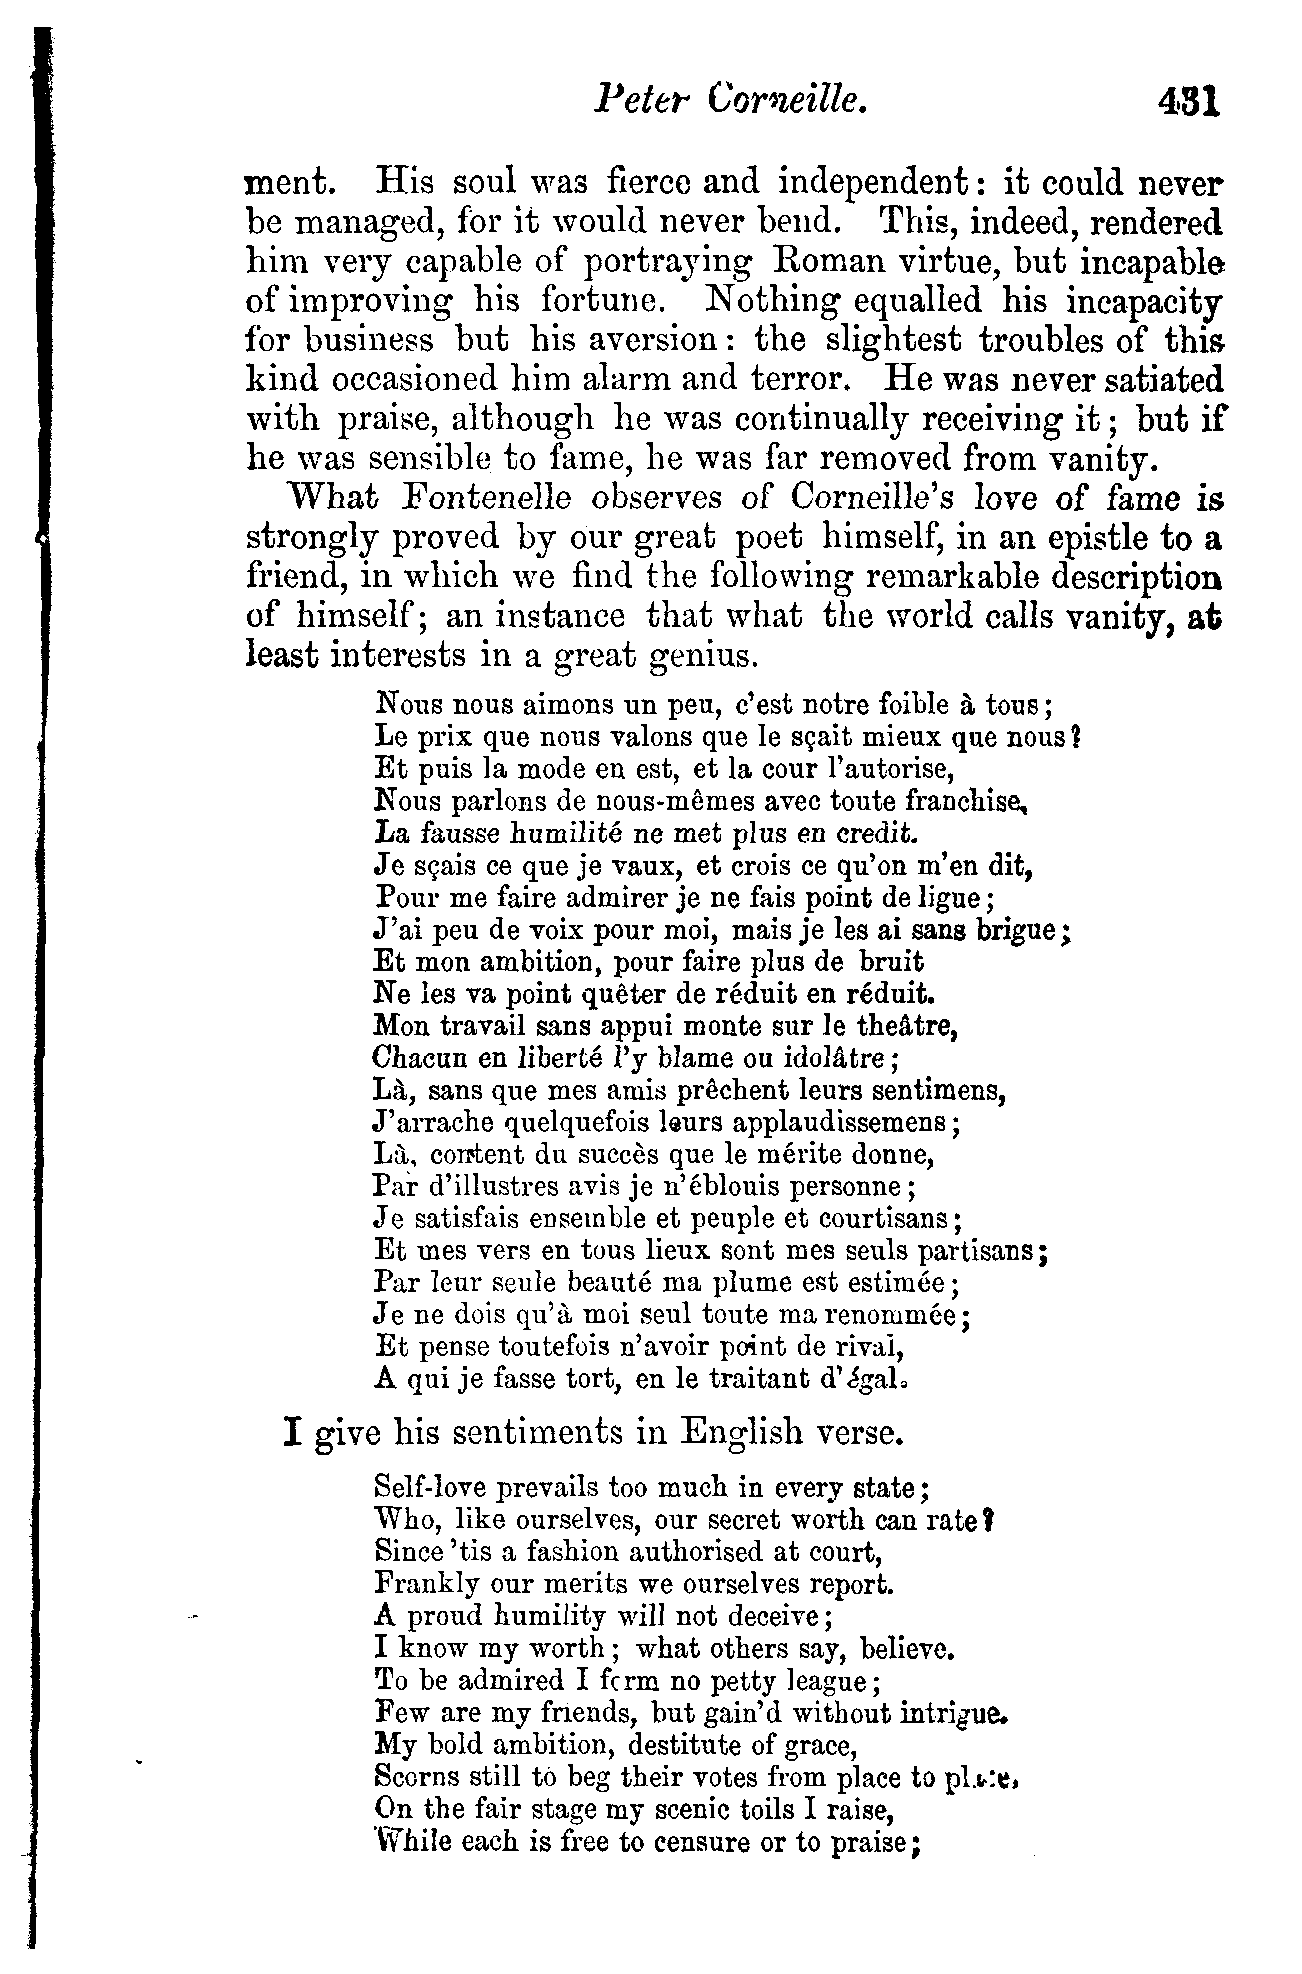 Peter Corneille. 431
ment. His soul was fierce and independent: it could never
be managed, for it would never bend. This, indeed, rendered
him very capable of portraying Roman virtue, but incapable
of improving his fortune. Nothing equalled his incapacity
for business but his aversion: the slightest troubles of this
kind occasioned him alarm and terror. He was never satiated
with praise, although he was continually receiving it; but if
he was sensible to fame, he was far removed from vanity.
What Fontenelle observes of Corneille's love of fame is
strongly proved by our great poet himself, in an epistle to a
friend, in which we find the following remarkable description
of himself; an instance that what the world calls vanity, at
least interests in a great genius.
Nous nous aimons un peu, c'est notre foible à tous;
Le prix que nous valons que le sçait mieux que nous?
Et puis la mode en est, et la cour l'autorise,
Nous parlons de nous-mêmes avec toute franchise,
La fausse humilité ne met plus en credit.
Je sçais ce que je vaux, et crois ce qu'on m'en dit,
Pour me faire admirer je ne fais point de ligue;
J'ai peu de voix pour moi, mais je les ai sans brigue;
Et mon ambition, pour faire plus de bruit
Ne les va point quêter de réduit en réduit.
Mon travail sans appui monte sur le theâtre,
Chacun en liberté l'y blame ou idolâtre;
Là, sans que mes amis prêchent leurs sentimens,
J'arrache quelquefois leurs applaudissemens;
Là, content du succès que le mérite donne,
Par d'illustres avis je n'éblouis personne;
Je satisfais ensemble et peuple et courtisans;
Et mes vers en tous lieux sont mes seuls partisans;
Par leur seule beauté ma plume est estimée;
Je ne dois qu'à moi seul toute ma renommée;
Et pense toutefois n'avoir point de rival,
A qui je fasse tort, en le traitant d'égal.
I give his sentiments in English verse.
Self-love prevails too much in every state;
Who, like ourselves, our secret worth can rate?
Since 'tis a fashion authorised at court,
Frankly our merits we ourselves report.
A proud humility will not deceive;
I know my worth; what others say, believe.
To be admired I form no petty league;
Few are my friends, but gain'd without intrigue.
My bold ambition, destitute of grace,
Scorns still to beg their votes from place to place,
On the fair stage my scenic toils I raise,
While each is free to censure or to praise;